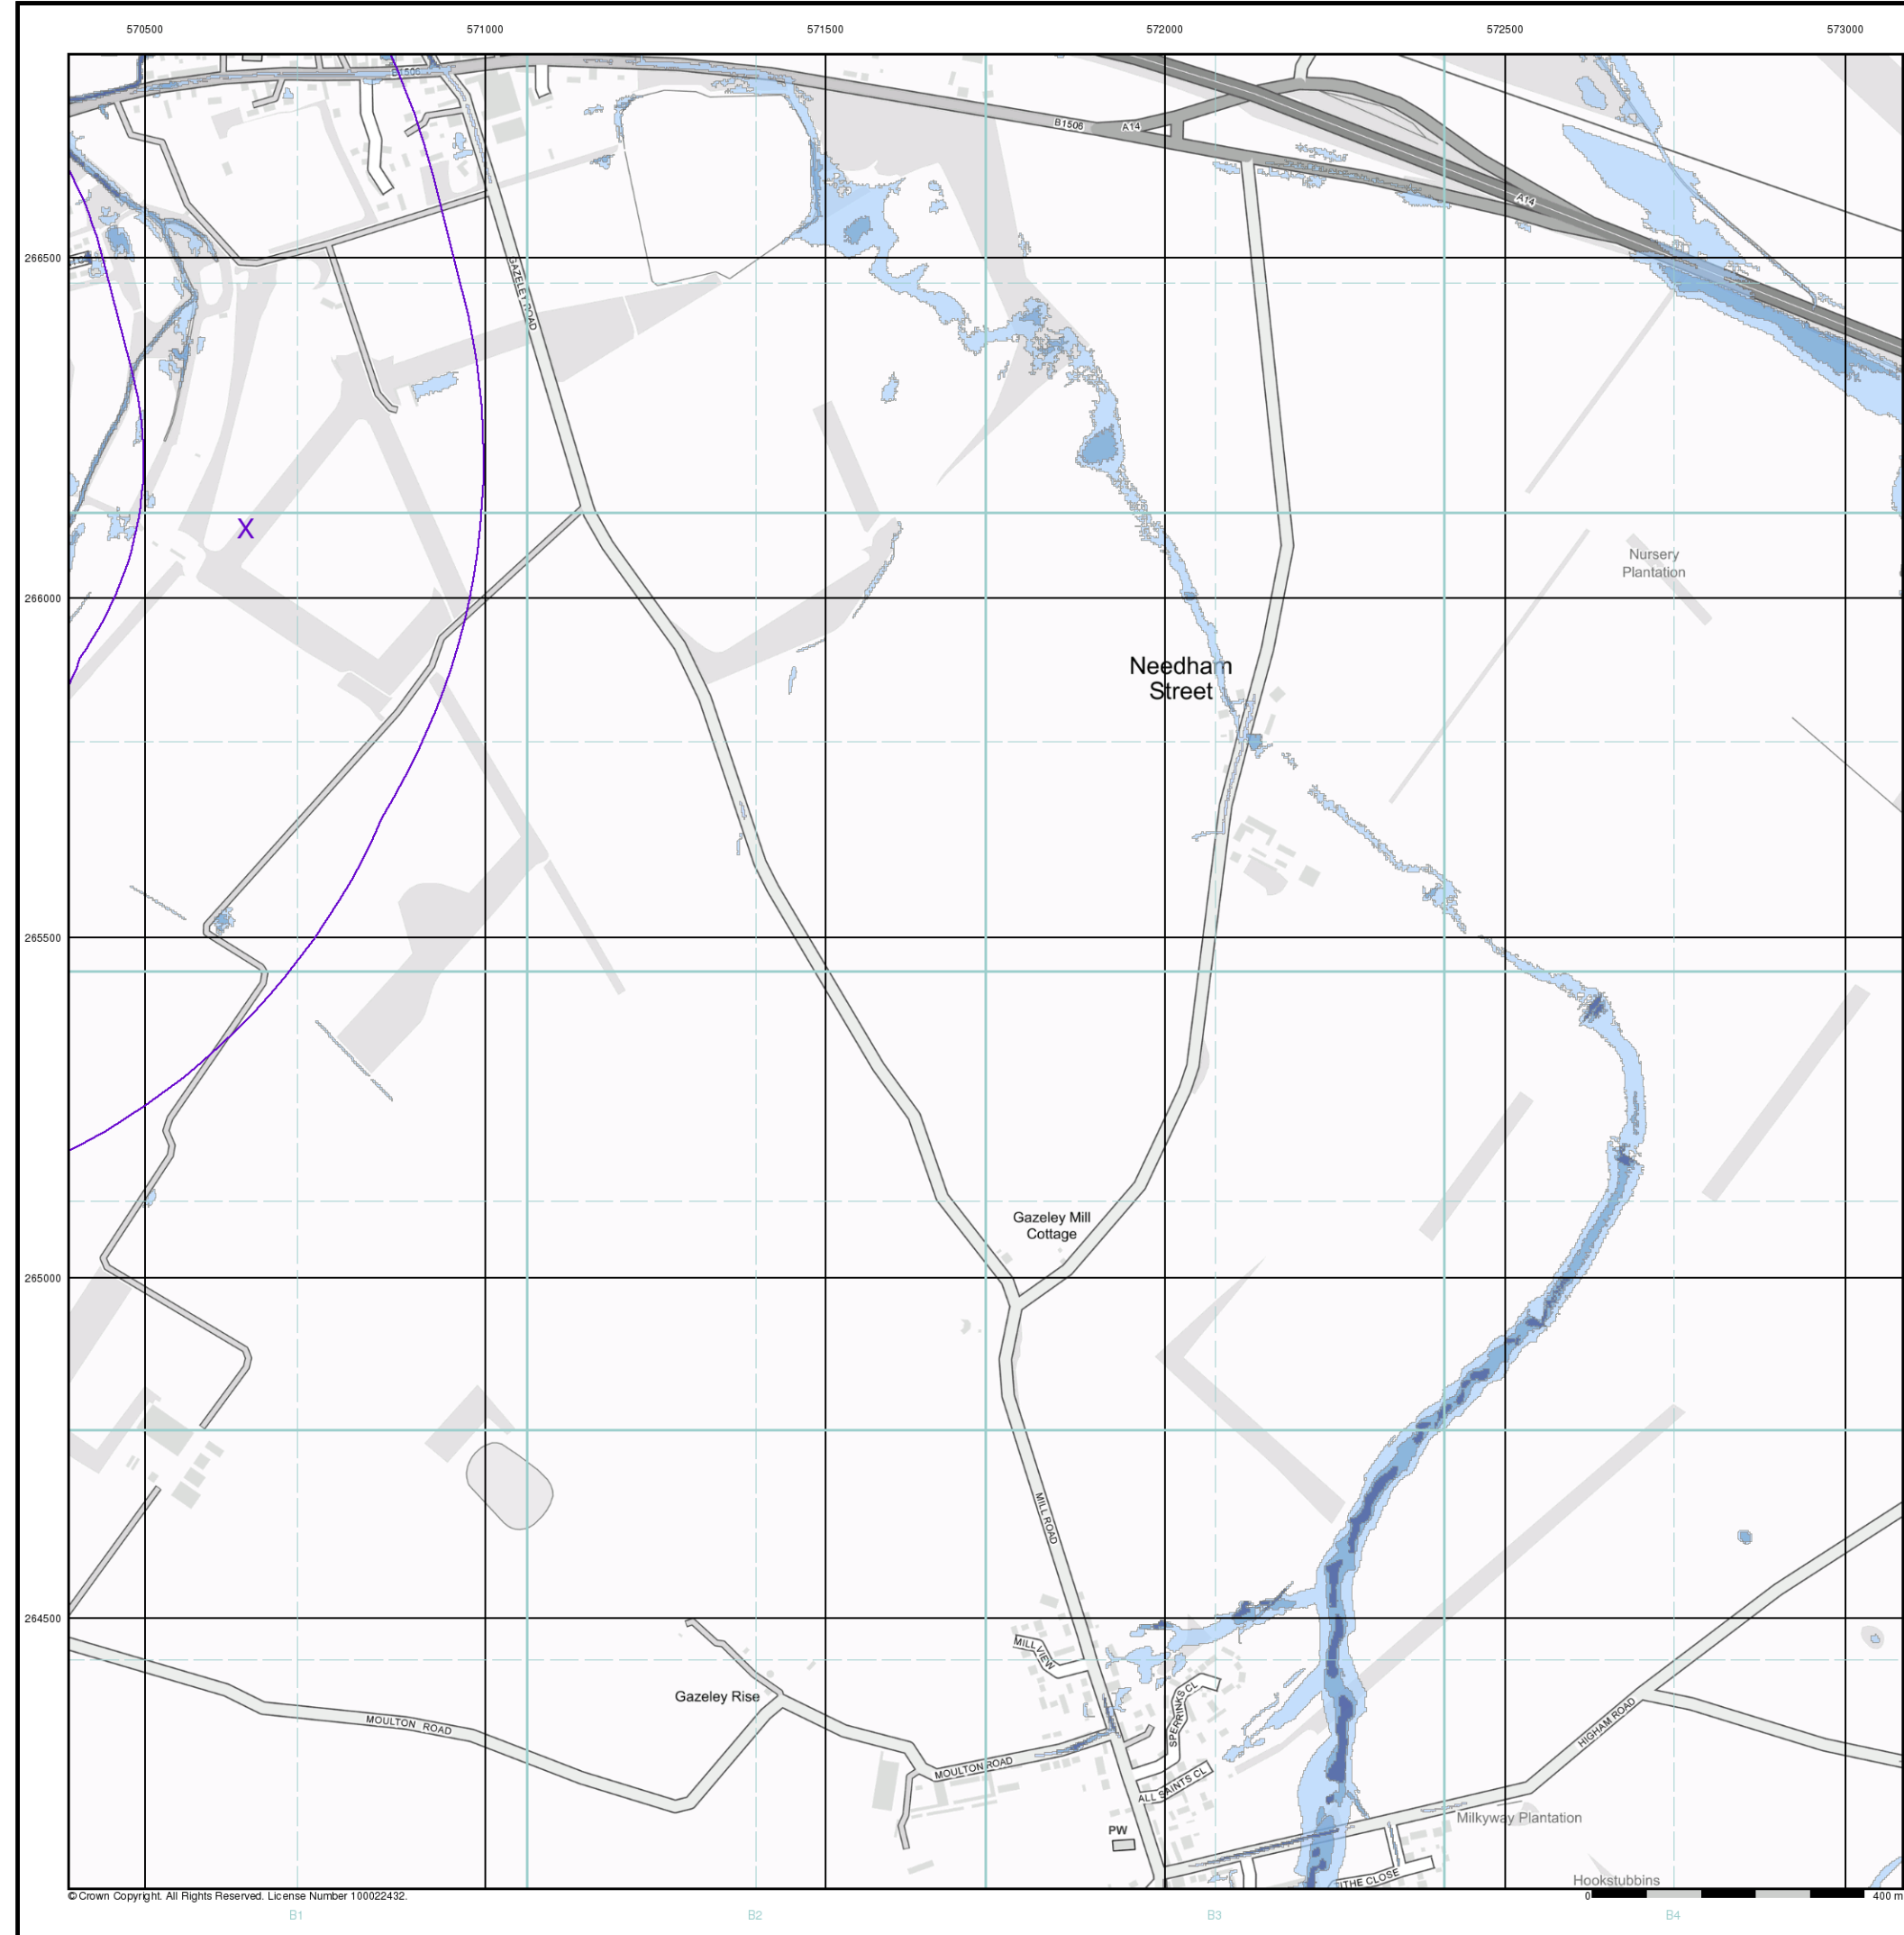 570500 571000 571500 572000 572500 573000
B1506
B1506
A14
A14
266500
GAZELEY ROAD
X
Nursery
Plantation
266000
Needham
Street
265500
Gazeley Mill
Cottage
265000
MILL ROAD
264500
MILL VIEW
Gazeley Rise
SPERRINKS CL
MOULTON ROAD
HIGHAM ROAD
MOULTON ROAD
ALL SAINTS CL
Milkyway Plantation
PW
ITHE CLOSE
Hookstubbins
©Crown Copyright. All Rights Reserved. License Number 100022432.
0 400 m
B1 B2 B3 B4